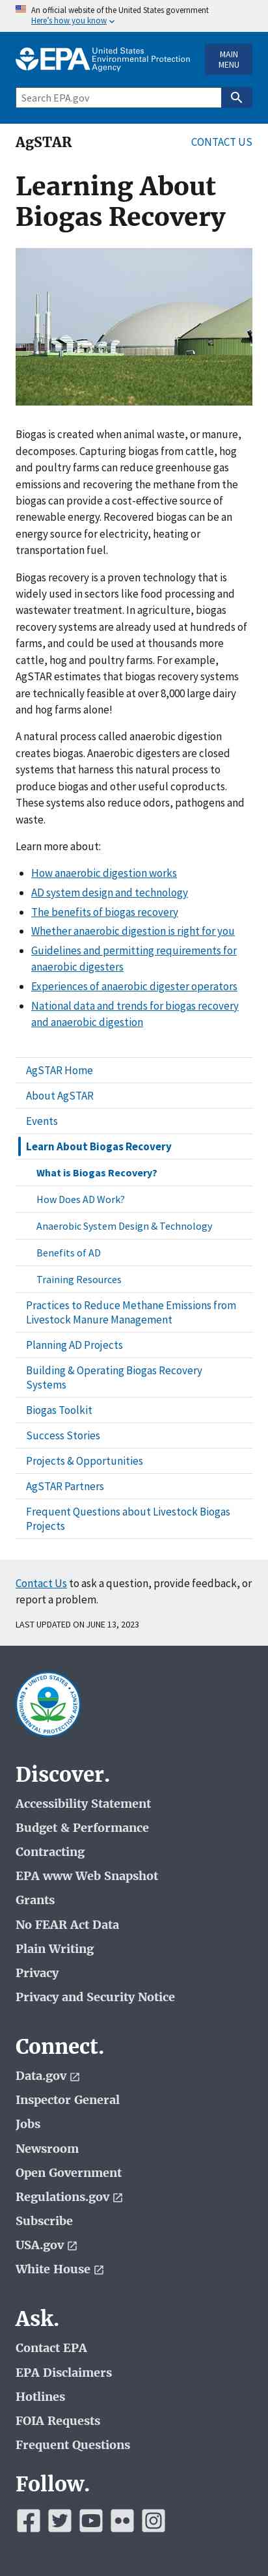 An official website of the United States government
Here's how you know
EPA United States
Environmental Protection
Agency
MAIN
MENU
Search EPA.gov
AgSTAR
CONTACT US
Learning About
Biogas Recovery
Biogas is created when animal waste, or manure,
decomposes. Capturing biogas from cattle, hog
and poultry farms can reduce greenhouse gas
emissions and recovering the methane from the
biogas can provide a cost-effective source of
renewable energy. Recovered biogas can be an
energy source for electricity, heating or
transportation fuel.
Biogas recovery is a proven technology that is
widely used in sectors like food processing and
wastewater treatment. In agriculture, biogas
recovery systems are already used at hundreds of
farms, and could be used at thousands more
cattle, hog and poultry farms. For example,
AgSTAR estimates that biogas recovery systems
are technically feasible at over 8,000 large dairy
and hog farms alone!
A natural process called anaerobic digestion
creates biogas. Anaerobic digesters are closed
systems that harness this natural process to
produce biogas and other useful coproducts.
These systems also reduce odors, pathogens and
waste.
Learn more about:
How anaerobic digestion works
AD system design and technology
The benefits of biogas recovery
Whether anaerobic digestion is right for you
Guidelines and permitting requirements for
anaerobic digesters
Experiences of anaerobic digester operators
National data and trends for biogas recovery
and anaerobic digestion
AgSTAR Home
About AgSTAR
Events
Learn About Biogas Recovery
What is Biogas Recovery?
How Does AD Work?
Anaerobic System Design & Technology
Benefits of AD
Training Resources
Practices to Reduce Methane Emissions from
Livestock Manure Management
Planning AD Projects
Building & Operating Biogas Recovery
Systems
Biogas Toolkit
Success Stories
Projects & Opportunities
AgSTAR Partners
Frequent Questions about Livestock Biogas
Projects
Contact Us to ask a question, provide feedback, or
report a problem.
LAST UPDATED ON JUNE 13, 2023
UNITED STATES
ENVIRONMENTAL PROTECTION AGENCY
Discover.
Accessibility Statement
Budget & Performance
Contracting
EPA www Web Snapshot
Grants
No FEAR Act Data
Plain Writing
Privacy
Privacy and Security Notice
Connect.
Data.gov
Inspector General
Jobs
Newsroom
Open Government
Regulations.gov
Subscribe
USA.gov
White House
Ask.
Contact EPA
EPA Disclaimers
Hotlines
FOIA Requests
Frequent Questions
Follow.